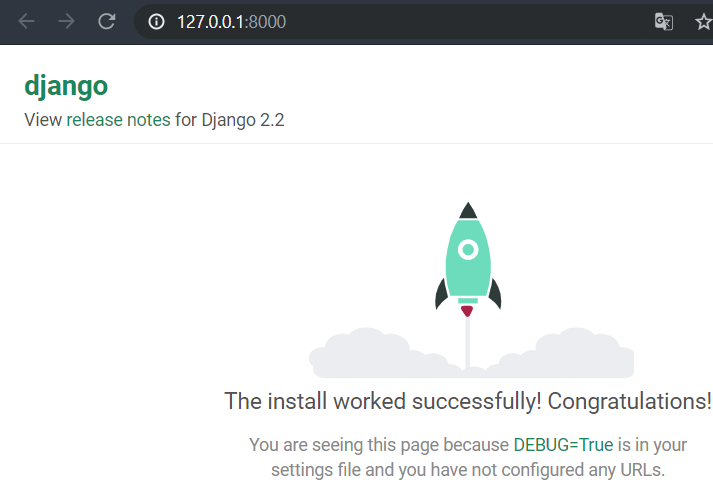 127.0.0.1:8000
django
View release notes for Django 2.2
The install worked successfully! Congratulations!
You are seeing this page because DEBUG=True is in your
settings file and you have not configured any URLs.